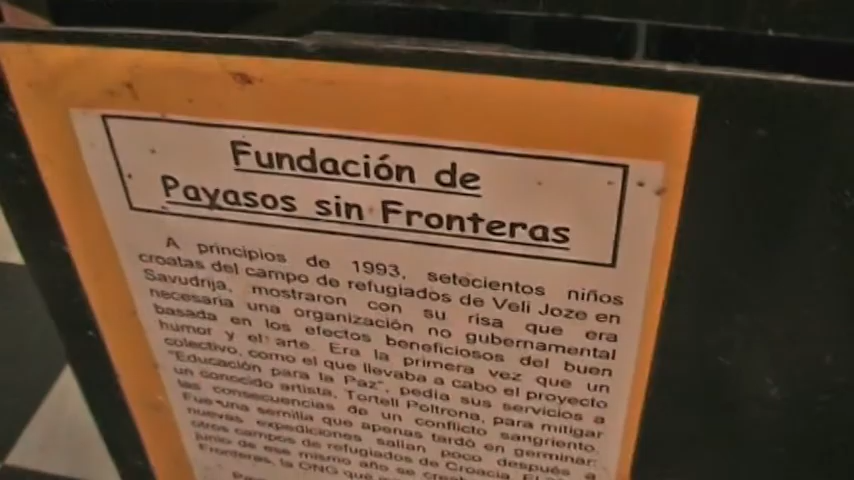 Fundación de
Payasos sin Fronteras
A principios de 1993, setecientos niños
croatas del campo de refugiados de Veli Joze en
Savudrija, mostraron con su risa que era
necesaria una organización no gubernamental
basada en los efectos beneficiosos del buen
humor y el arte. Era la primera vez que un
colectivo, como el que llevaba a cabo el proyecto
"Educación para la Paz", pedía sus servicios a
un conocido artista, Tortell Poltrona, para mitigar
las consecuencias de un conflicto sangriento.
Fue una semilla que apenas tardó en germinar:
nuevas expediciones salían poco después a
otros campos de refugiados de Croacia. El
junio de ese mismo año se
Fronteras, la ONG que